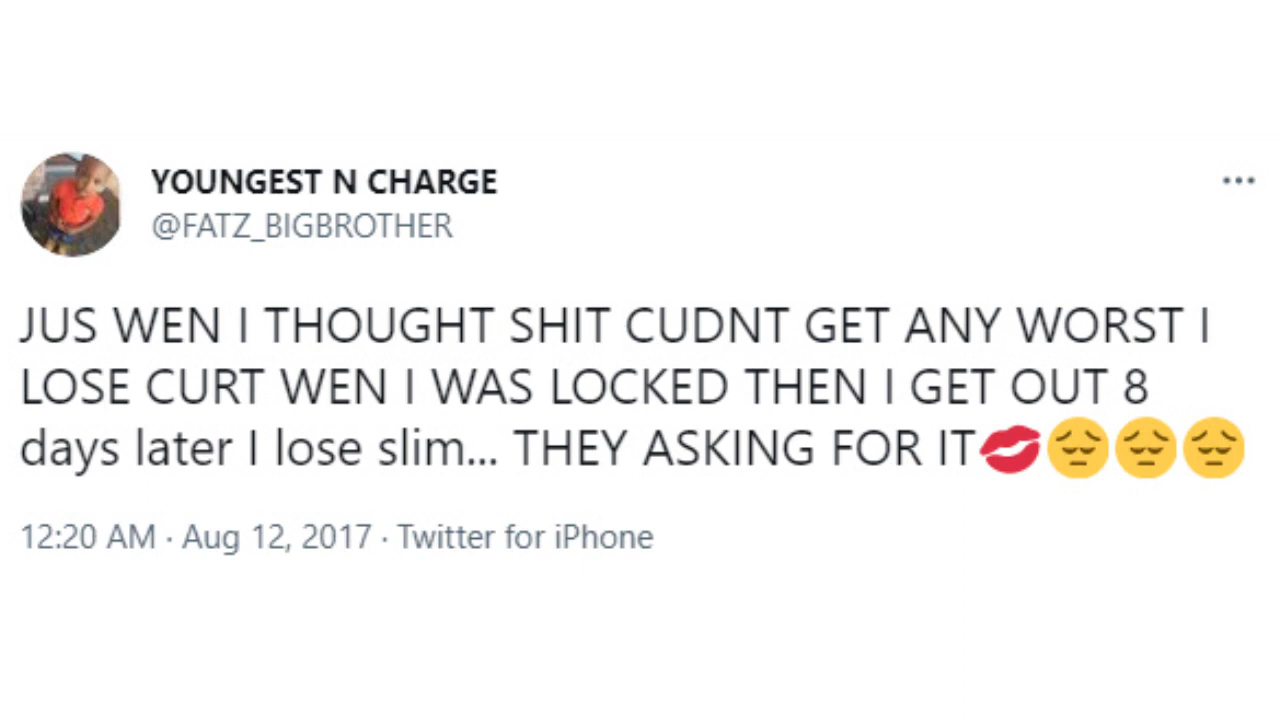 YOUNGEST N CHARGE
@FATZ_BIGBROTHER
JUS WEN I THOUGHT SHIT CUDNT GET ANY WORST I
LOSE CURT WEN I WAS LOCKED THEN I GET OUT 8
days later I lose slim... THEY ASKING FOR IT💋😔😔😔
12:20 AM · Aug 12, 2017 · Twitter for iPhone